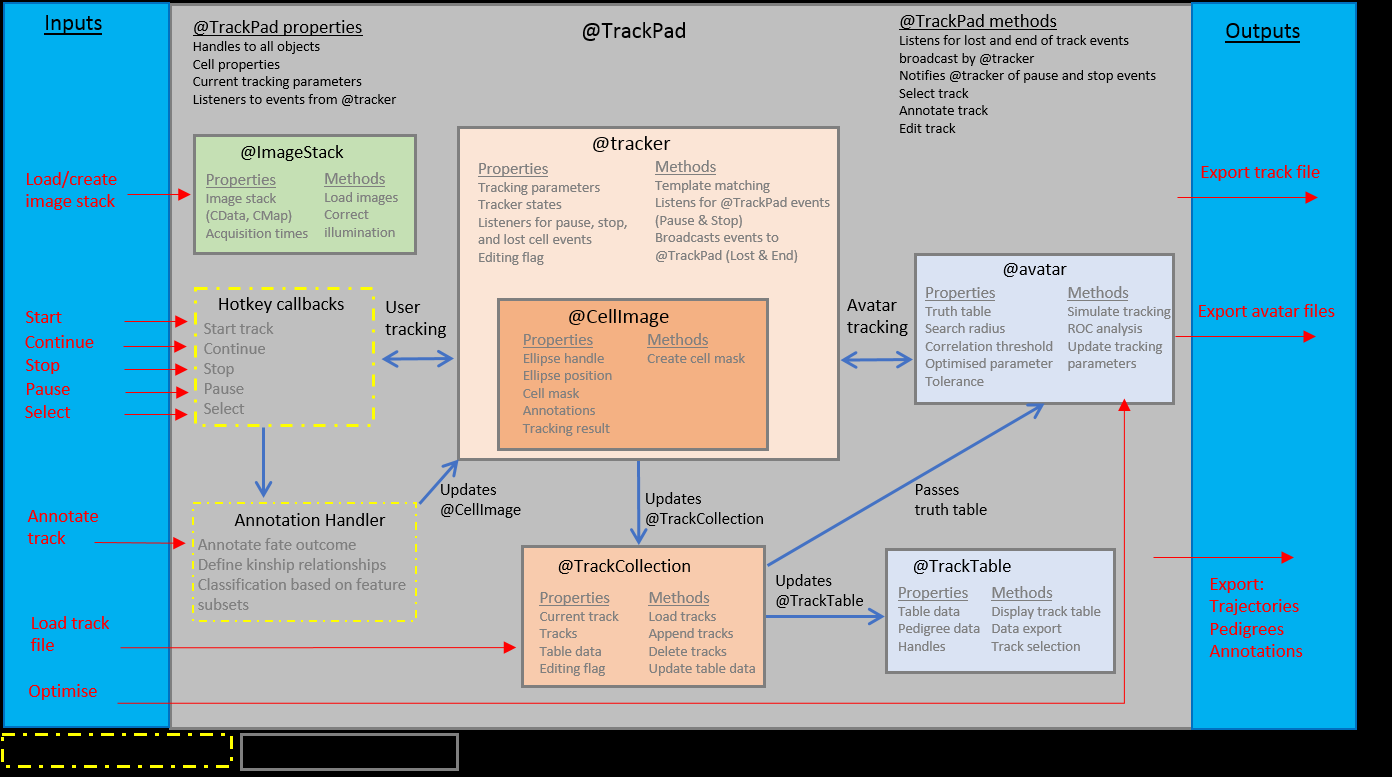 Inputs
@TrackPad properties
Handles to all objects
Cell properties
Current tracking parameters
Listeners to events from @tracker
@TrackPad
@TrackPad methods
Listens for lost and end of track events
broadcast by @tracker
Notifies @tracker of pause and stop events
Select track
Annotate track
Edit track
Outputs
Load/create
image stack
@ImageStack
Properties
Image stack
(CData, CMap)
Acquisition times
Methods
Load images
Correct
illumination
@tracker
Properties
Tracking parameters
Tracker states
Listeners for pause, stop,
and lost cell events
Editing flag
Methods
Template matching
Listens for @TrackPad events
(Pause & Stop)
Broadcasts events to
@TrackPad (Lost & End)
Export track file
Start
Continue
Stop
Pause
Select
Hotkey callbacks
Start track
Continue
Stop
Pause
Select
User
tracking
@CellImage
Properties
Ellipse handle
Ellipse position
Cell mask
Annotations
Tracking result
Methods
Create cell mask
Avatar
tracking
@avatar
Properties
Truth table
Search radius
Correlation threshold
Optimised parameter
Tolerance
Methods
Simulate tracking
ROC analysis
Update tracking
parameters
Export avatar files
Annotate
track
Annotation Handler
Annotate fate outcome
Define kinship relationships
Classification based on feature
subsets
Updates
@CellImage
Updates
@TrackCollection
Passes
truth table
Load track
file
@TrackCollection
Properties
Current track
Tracks
Table data
Editing flag
Methods
Load tracks
Append tracks
Delete tracks
Update table data
Updates
@TrackTable
@TrackTable
Properties
Table data
Pedigree data
Handles
Methods
Display track table
Data export
Track selection
Export:
Trajectories
Pedigrees
Annotations
Optimise